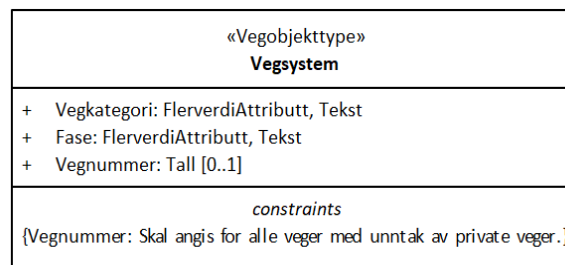 «Vegobjekttype»
Vegsystem
+ Vegkategori: FlerverdiAttributt, Tekst
+ Fase: FlerverdiAttributt, Tekst
+ Vegnummer: Tall [0..1]
constraints
{Vegnummer: Skal angis for alle veger med unntak av private veger.}